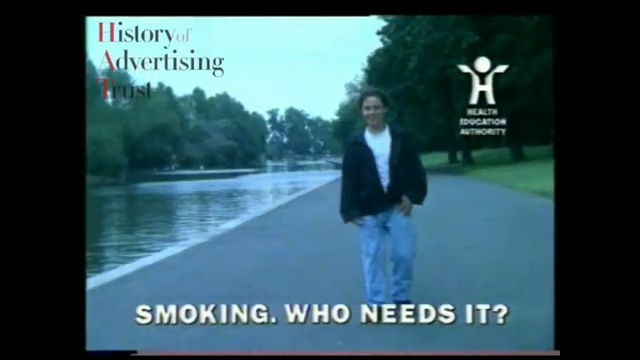 History of
Advertising
Trust
HEALTH
EDUCATION
AUTHORITY
SMOKING. WHO NEEDS IT?